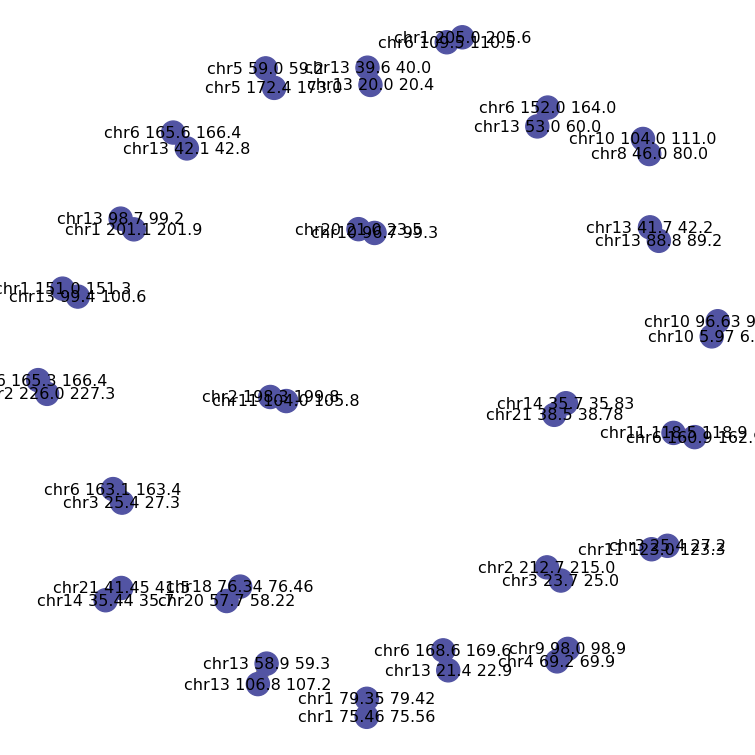 chr1 205.0 205.6
chr6 109.5 110.5
chr5 59.0 59.2
chr13 39.6 40.0
chr5 172.4 173.0
chr13 20.0 20.4
chr6 152.0 164.0
chr13 53.0 60.0
chr6 165.6 166.4
chr13 42.1 42.8
chr10 104.0 111.0
chr8 46.0 80.0
chr13 98.7 99.2
chr1 201.1 201.9
chr20 21.6 23.5
chr10 96.7 99.3
chr13 41.7 42.2
chr13 88.8 89.2
chr1 151.0 151.3
chr13 99.4 100.6
chr10 96.63 9
chr10 5.97 6.
6 165.3 166.4
r2 226.0 227.3
chr2 198.3 199.8
chr11 104.0 105.8
chr14 35.7 35.83
chr21 38.5 38.78
chr11 118.5 118.9
chr6 160.9 162.
chr6 163.1 163.4
chr3 25.4 27.3
chr3 25.4 27.2
chr11 123.0 123.3
chr2 212.7 215.0
chr3 23.7 25.0
chr21 41.45 41.5
chr18 76.34 76.46
chr14 35.44 35.7
chr20 57.7 58.22
chr6 168.6 169.6
chr9 98.0 98.9
chr13 58.9 59.3
chr4 69.2 69.9
chr13 21.4 22.9
chr13 106.8 107.2
chr1 79.35 79.42
chr1 75.46 75.56